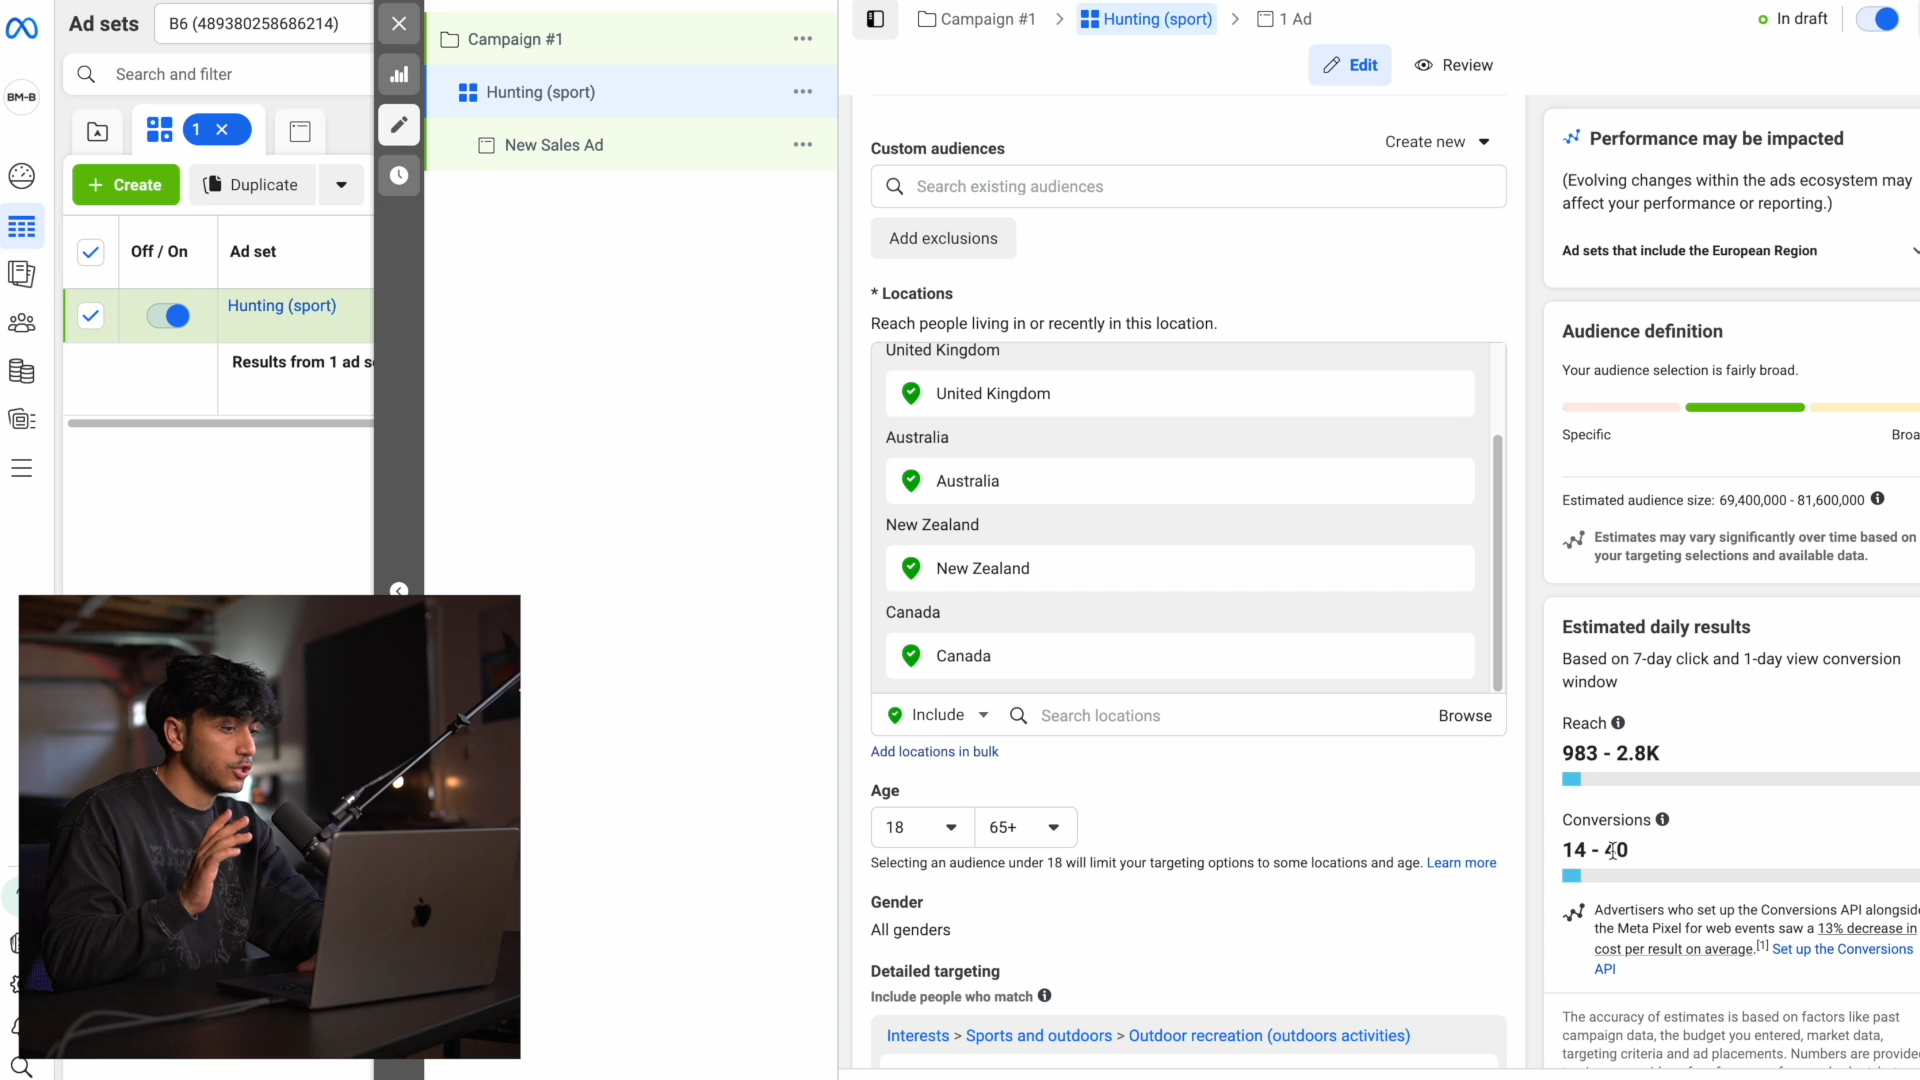 Ad sets
B6 (489380258686214)
Search and filter
BM-B
1
Create
Duplicate
Off / On
Ad set
Hunting (sport)
Results from 1 ad s
Campaign #1
Hunting (sport)
New Sales Ad
Campaign #1 > Hunting (sport) > 1 Ad
In draft
Edit
Review
Custom audiences
Create new
Search existing audiences
Add exclusions
* Locations
Reach people living in or recently in this location.
United Kingdom
United Kingdom
Australia
Australia
New Zealand
New Zealand
Canada
Canada
Include
Search locations
Browse
Add locations in bulk
Age
18
65+
Selecting an audience under 18 will limit your targeting options to some locations and age. Learn more
Gender
All genders
Detailed targeting
Include people who match
Interests > Sports and outdoors > Outdoor recreation (outdoors activities)
Performance may be impacted
(Evolving changes within the ads ecosystem may
affect your performance or reporting.)
Ad sets that include the European Region
Audience definition
Your audience selection is fairly broad.
Specific
Broa
Estimated audience size: 69,400,000 - 81,600,000
Estimates may vary significantly over time based on
your targeting selections and available data.
Estimated daily results
Based on 7-day click and 1-day view conversion
window
Reach
983 - 2.8K
Conversions
14 - 40
Advertisers who set up the Conversions API alongside
the Meta Pixel for web events saw a 13% decrease in
cost per result on average.[1] Set up the Conversions
API
The accuracy of estimates is based on factors like past
campaign data, the budget you entered, market data,
targeting criteria and ad placements. Numbers are provide